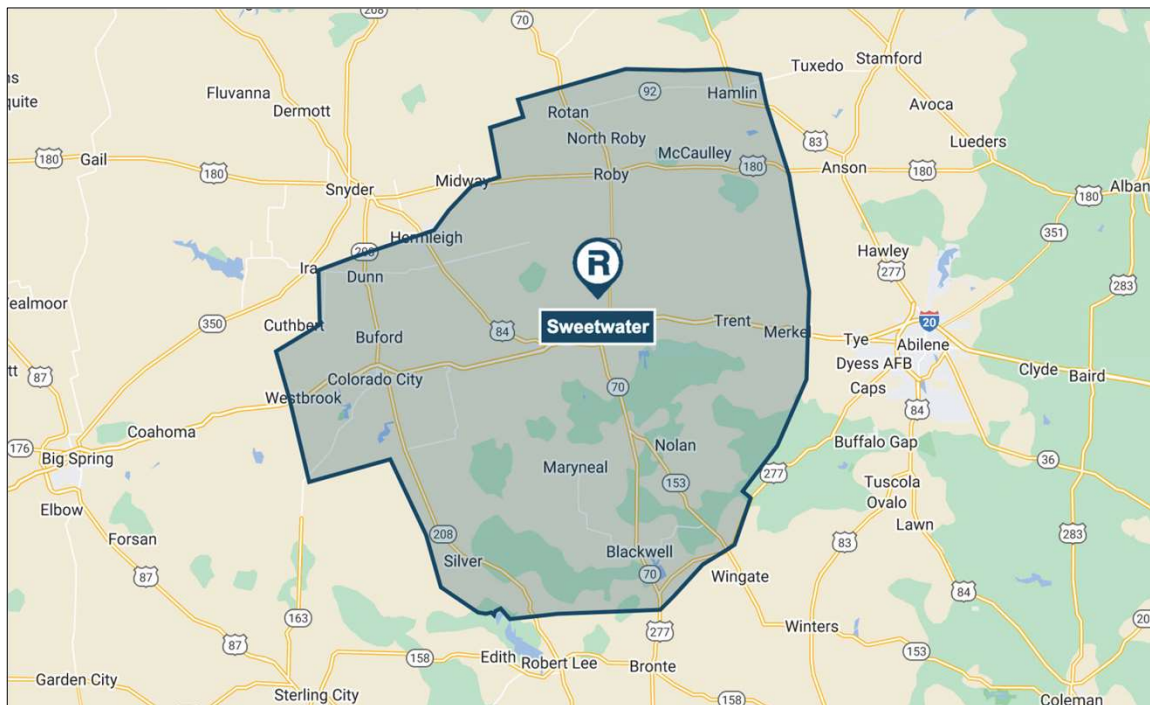 208
70
Stamford
Tuxedo
Fluvanna
Hamlin
92
quite
Dermott
Rotan
Avoca
North Roby
83
Lueders
McCaulley
180
Gail
180
Midway
Roby
180
Anson
180
Alban
Snyder
180
351
Hermleigh
Hawley
208
R
277
283
Ira
Dunn
Cuthbert
350
Sweetwater
Trent
20
Buford
84
Merkel
Tye
Abilene
87
Dyess AFB
Clyde
Baird
Colorado City
70
Caps
Westbrook
84
Coahoma
176
Nolan
Buffalo Gap
36
Big Spring
Maryneal
277
153
Tuscola
Elbow
Ovalo
Forsan
208
Lawn
283
Silver
Blackwell
83
87
70
Wingate
84
163
277
Winters
87
158
Edith
Robert Lee
Bronte
153
Garden City
Sterling City
158
Coleman